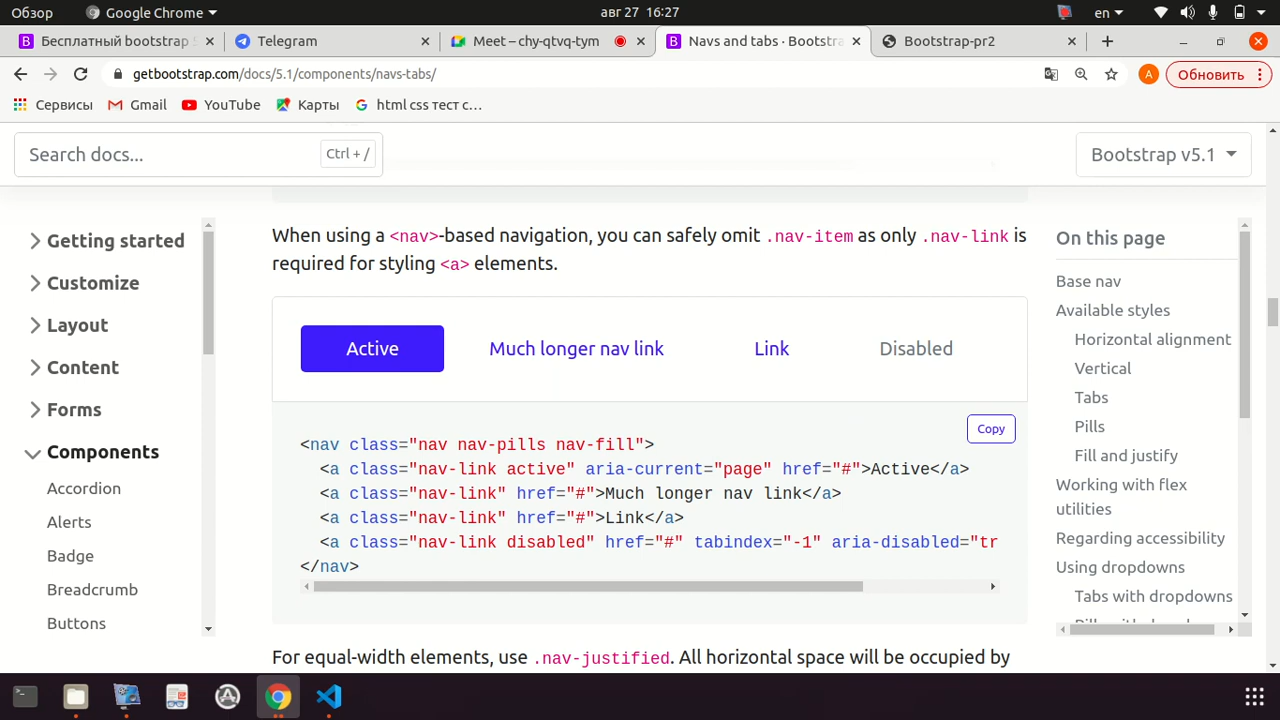 Обзор
Google Chrome
авг 27 16:27
en
Бесплатный bootstrap
Telegram
Meet – chy-qtvq-tym
Navs and tabs · Bootstra
Bootstrap-pr2
getbootstrap.com/docs/5.1/components/navs-tabs/
A
Обновить
Сервисы
Gmail
YouTube
Карты
html css тест с…
Search docs...
Ctrl + /
Bootstrap v5.1
Getting started
Customize
Layout
Content
Forms
Components
Accordion
Alerts
Badge
Breadcrumb
Buttons
When using a <nav>-based navigation, you can safely omit .nav-item as only .nav-link is
required for styling <a> elements.
Active
Much longer nav link
Link
Disabled
Copy
<nav class="nav nav-pills nav-fill">
<a class="nav-link active" aria-current="page" href="#">Active</a>
<a class="nav-link" href="#">Much longer nav link</a>
<a class="nav-link" href="#">Link</a>
<a class="nav-link disabled" href="#" tabindex="-1" aria-disabled="tr
</nav>
For equal-width elements, use .nav-justified. All horizontal space will be occupied by
On this page
Base nav
Available styles
Horizontal alignment
Vertical
Tabs
Pills
Fill and justify
Working with flex
utilities
Regarding accessibility
Using dropdowns
Tabs with dropdowns